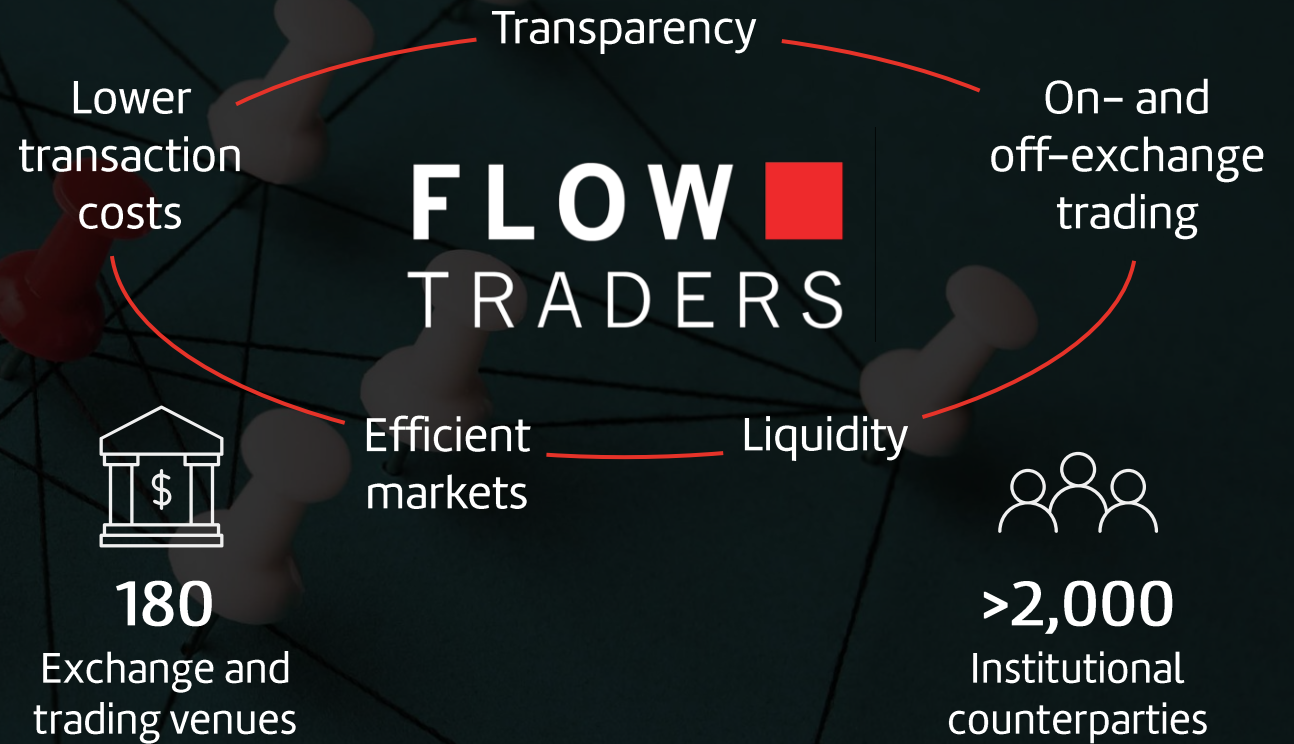 Transparency
Lower
transaction
costs
On- and
off-exchange
trading
FLOW
TRADERS
Efficient
markets
Liquidity
$
180
Exchange and
trading venues
>2,000
Institutional
counterparties